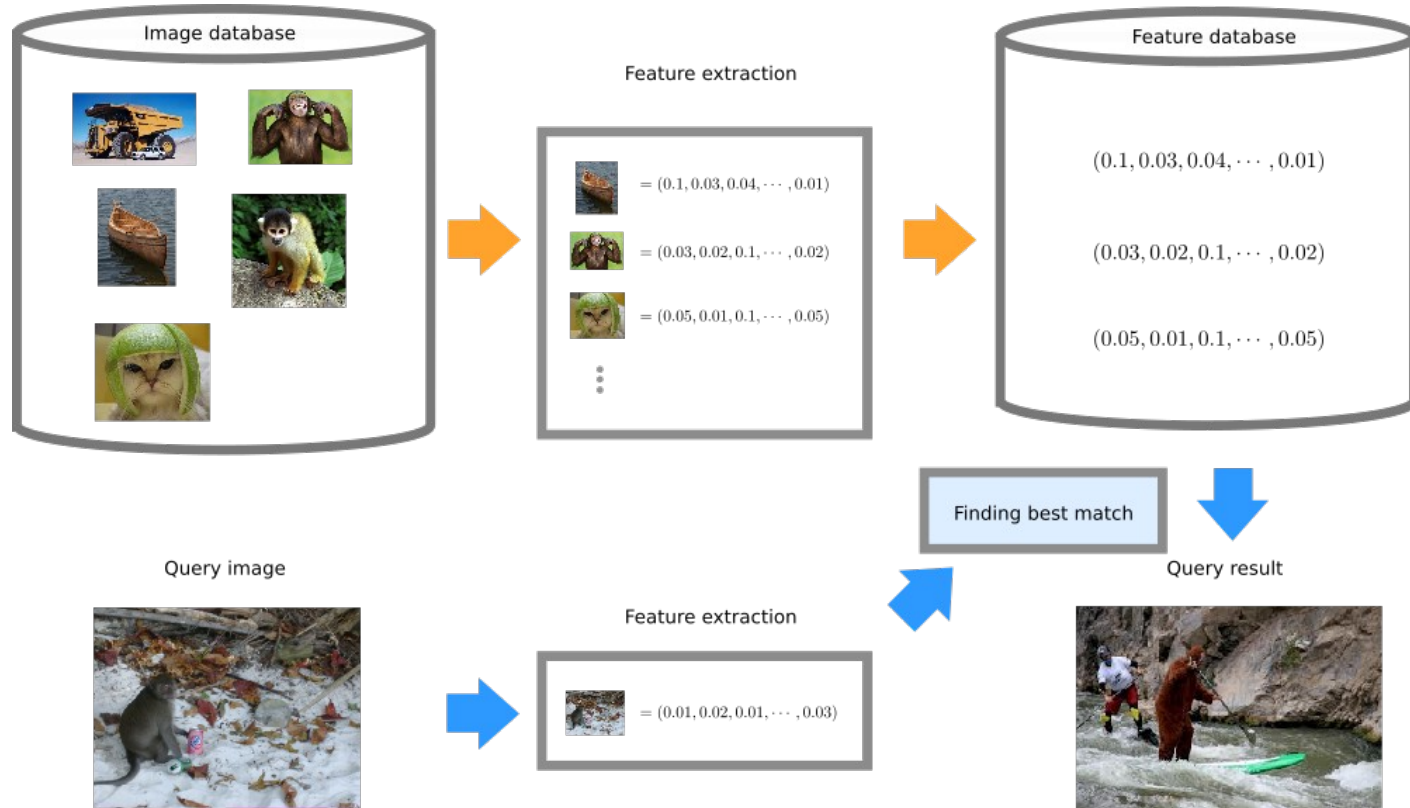 Image database
Feature extraction
Feature database
= (0.1, 0.03, 0.04, ⋯ , 0.01)
= (0.03, 0.02, 0.1, ⋯ , 0.02)
= (0.05, 0.01, 0.1, ⋯ , 0.05)
(0.1, 0.03, 0.04, ⋯ , 0.01)
(0.03, 0.02, 0.1, ⋯ , 0.02)
(0.05, 0.01, 0.1, ⋯ , 0.05)
Finding best match
Query image
Feature extraction
= (0.01, 0.02, 0.01, ⋯ , 0.03)
Query result